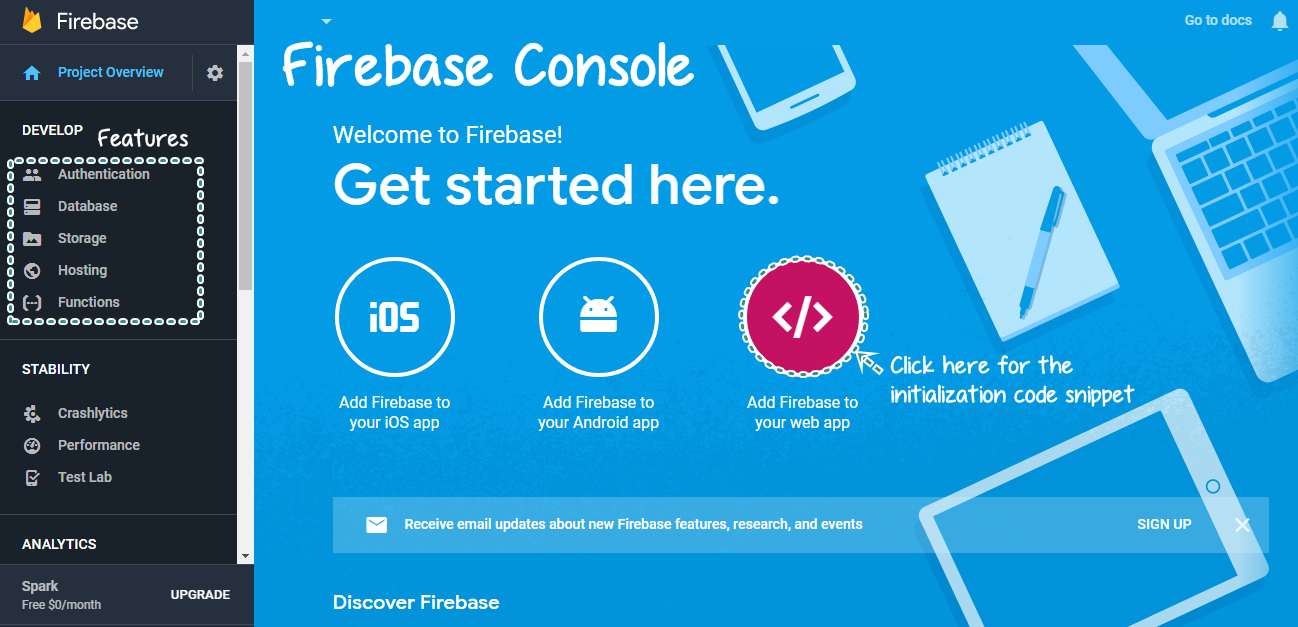 Firebase
Go to docs
Project Overview
Firebase Console
DEVELOP
Features
Authentication
Database
Storage
Hosting
Functions
STABILITY
Crashlytics
Performance
Test Lab
ANALYTICS
Spark
Free $0/month
UPGRADE
Welcome to Firebase!
Get started here.
iOS
Add Firebase to
your iOS app
Add Firebase to
your Android app
</>
Add Firebase to
your web app
Click here for the
initialization code snippet
Receive email updates about new Firebase features, research, and events
SIGN UP
Discover Firebase